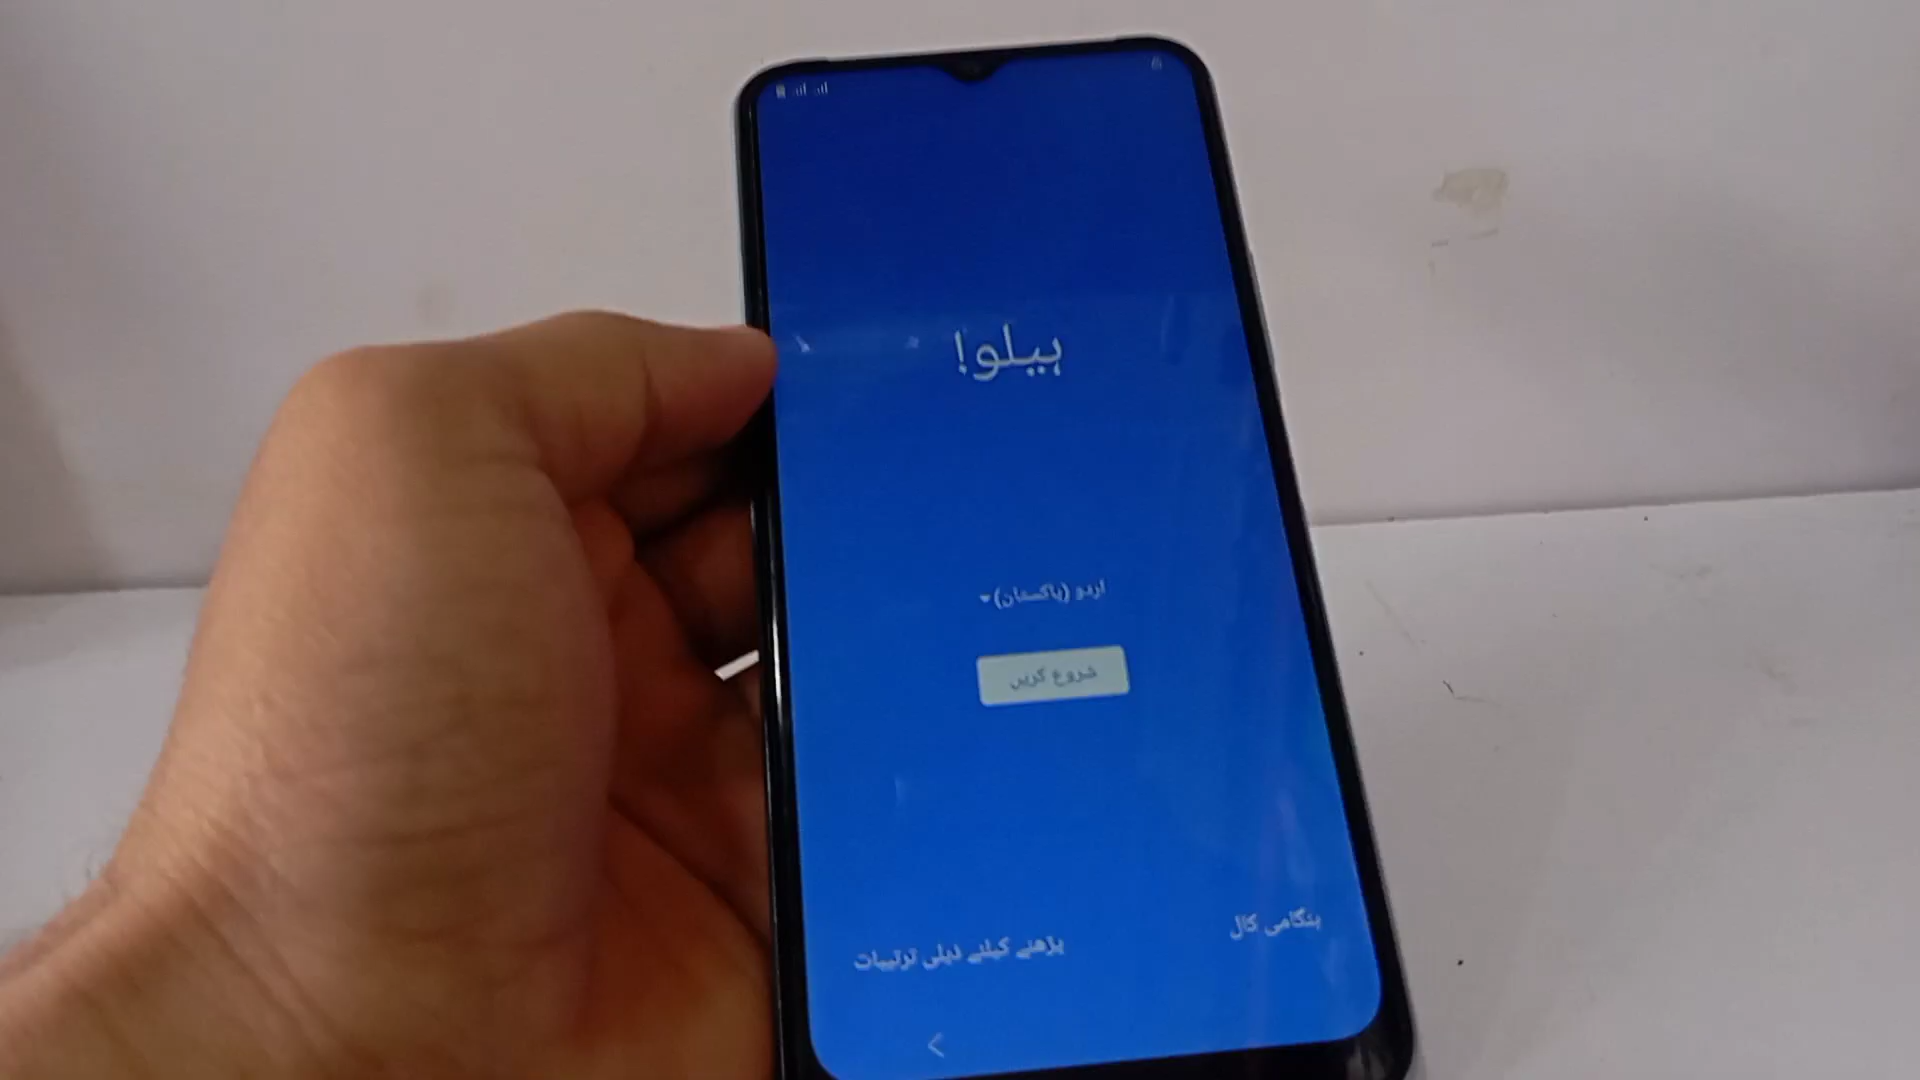 ہیلو!
اردو (پاکستان)
شروع کریں
ہنگامی کال
پڑھنے کیلئے ذیلی ترتیبات